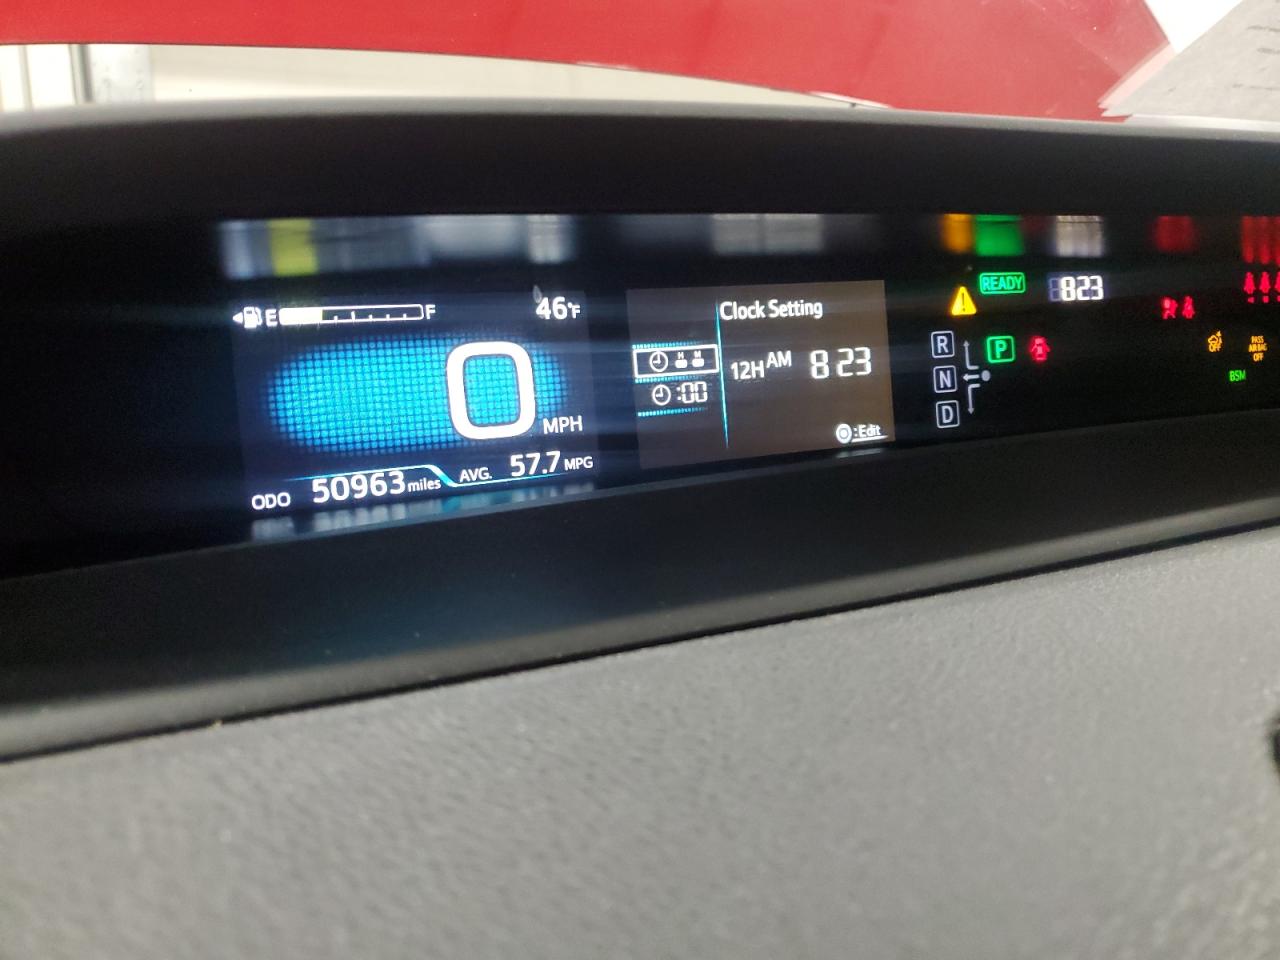 E F 46°F
0 MPH
ODO 50963 miles AVG. 57.7 MPG
Clock Setting
H M
12H AM 8 23
:00
:Edit
READY 823
R
N
D
P
OFF
PASS
AIR BAG
OFF
BSM